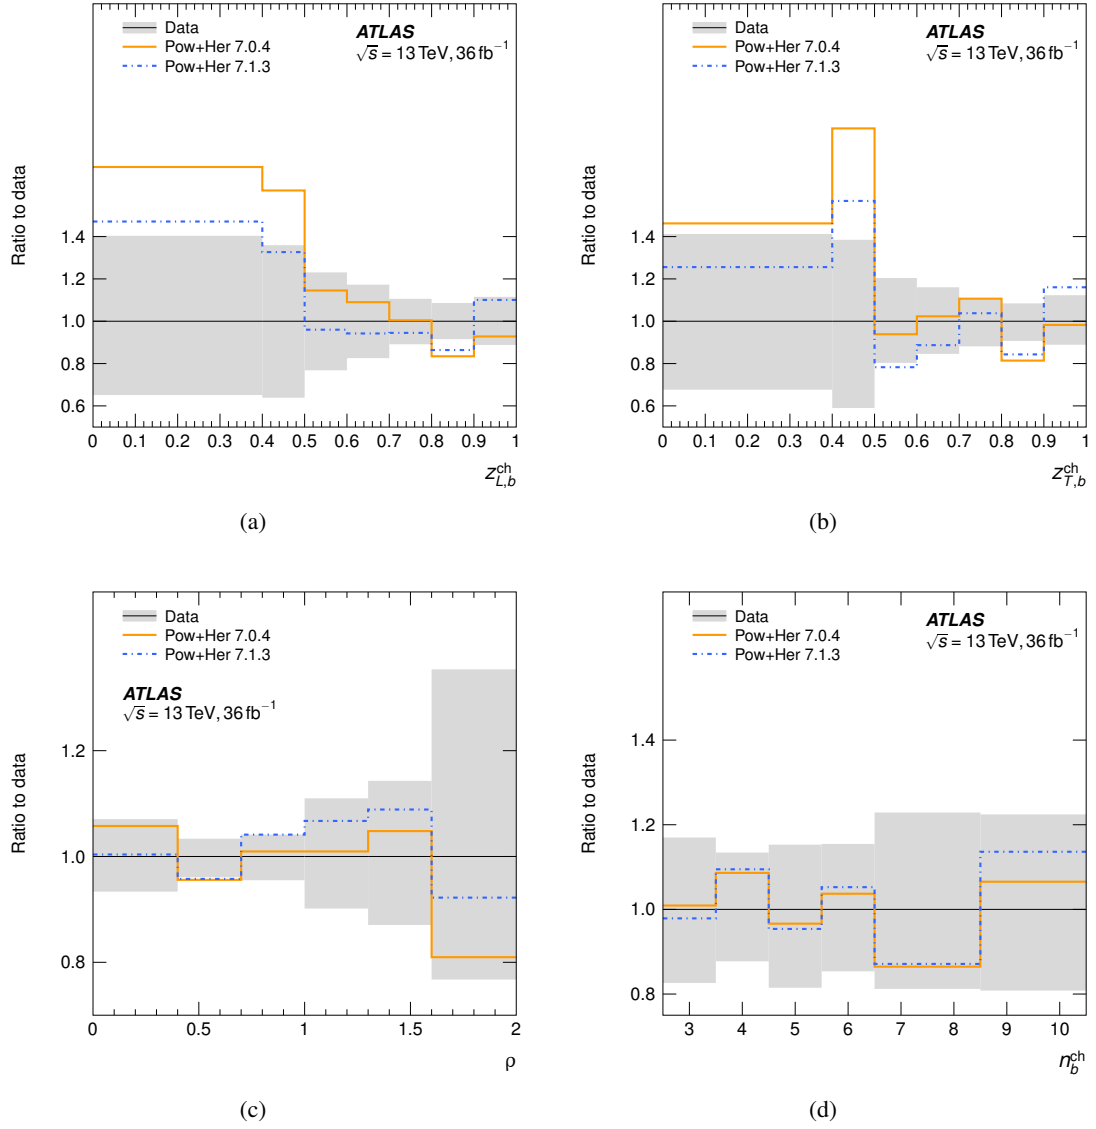 Data
Pow+Her 7.0.4
Pow+Her 7.1.3
ATLAS
√s = 13 TeV, 36 fb⁻¹
Ratio to data
1.4
1.2
1.0
0.8
0.6
0 0.1 0.2 0.3 0.4 0.5 0.6 0.7 0.8 0.9 1
z_{L,b}^{ch}
(a)
Data
Pow+Her 7.0.4
Pow+Her 7.1.3
ATLAS
√s = 13 TeV, 36 fb⁻¹
Ratio to data
1.4
1.2
1.0
0.8
0.6
0 0.1 0.2 0.3 0.4 0.5 0.6 0.7 0.8 0.9 1
z_{T,b}^{ch}
(b)
Data
Pow+Her 7.0.4
Pow+Her 7.1.3
ATLAS
√s = 13 TeV, 36 fb⁻¹
Ratio to data
1.2
1.0
0.8
0 0.5 1 1.5 2
ρ
(c)
Data
Pow+Her 7.0.4
Pow+Her 7.1.3
ATLAS
√s = 13 TeV, 36 fb⁻¹
Ratio to data
1.4
1.2
1.0
0.8
3 4 5 6 7 8 9 10
n_b^{ch}
(d)